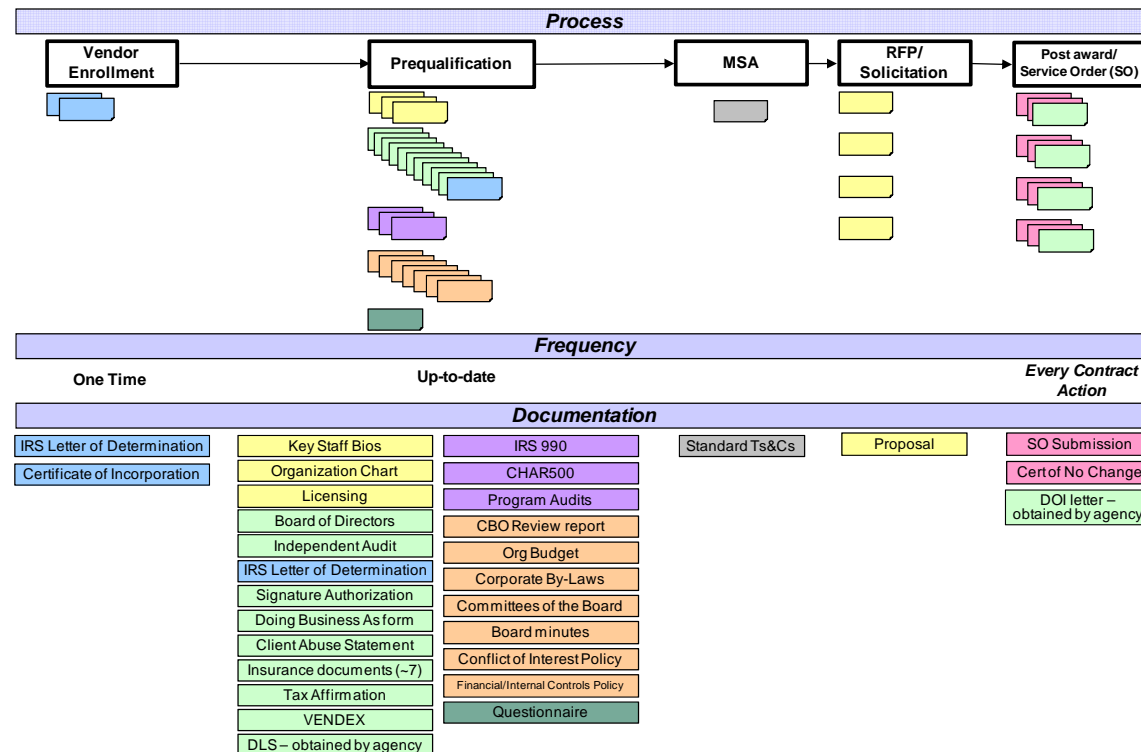 Process
Vendor
Enrollment
Prequalification
MSA
RFP/
Solicitation
Post award/
Service Order (SO)
Frequency
One Time
Up-to-date
Every Contract
Action
Documentation
IRS Letter of Determination
Certificate of Incorporation
Key Staff Bios
Organization Chart
Licensing
Board of Directors
Independent Audit
IRS Letter of Determination
Signature Authorization
Doing Business As form
Client Abuse Statement
Insurance documents (~7)
Tax Affirmation
VENDEX
DLS – obtained by agency
IRS 990
CHAR500
Program Audits
CBO Review report
Org Budget
Corporate By-Laws
Committees of the Board
Board minutes
Conflict of Interest Policy
Financial/Internal Controls Policy
Questionnaire
Standard Ts&Cs
Proposal
SO Submission
Cert of No Change
DOI letter –
obtained by agency